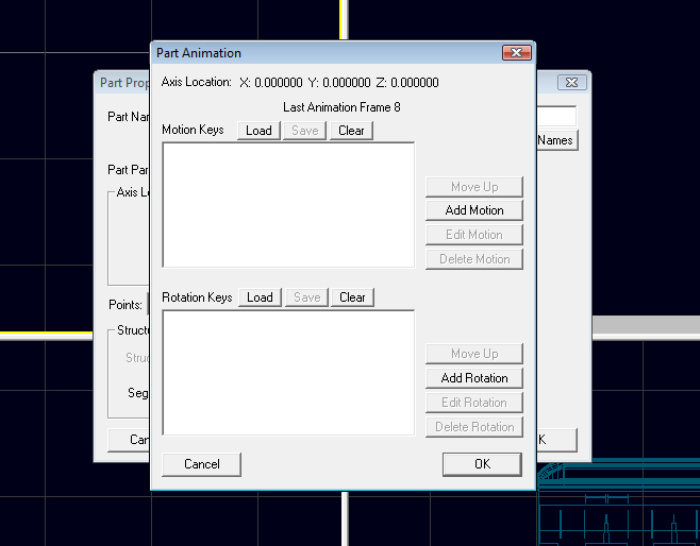 Part Animation
Axis Location: X: 0.000000 Y: 0.000000 Z: 0.000000
Last Animation Frame 8
Motion Keys Load Save Clear
Move Up
Add Motion
Edit Motion
Delete Motion
Rotation Keys Load Save Clear
Move Up
Add Rotation
Edit Rotation
Delete Rotation
Cancel OK
Part Prop
Part Nar
Names
Part Par
Axis Lo
Points:
Structu
Struc
Seg
Car
K